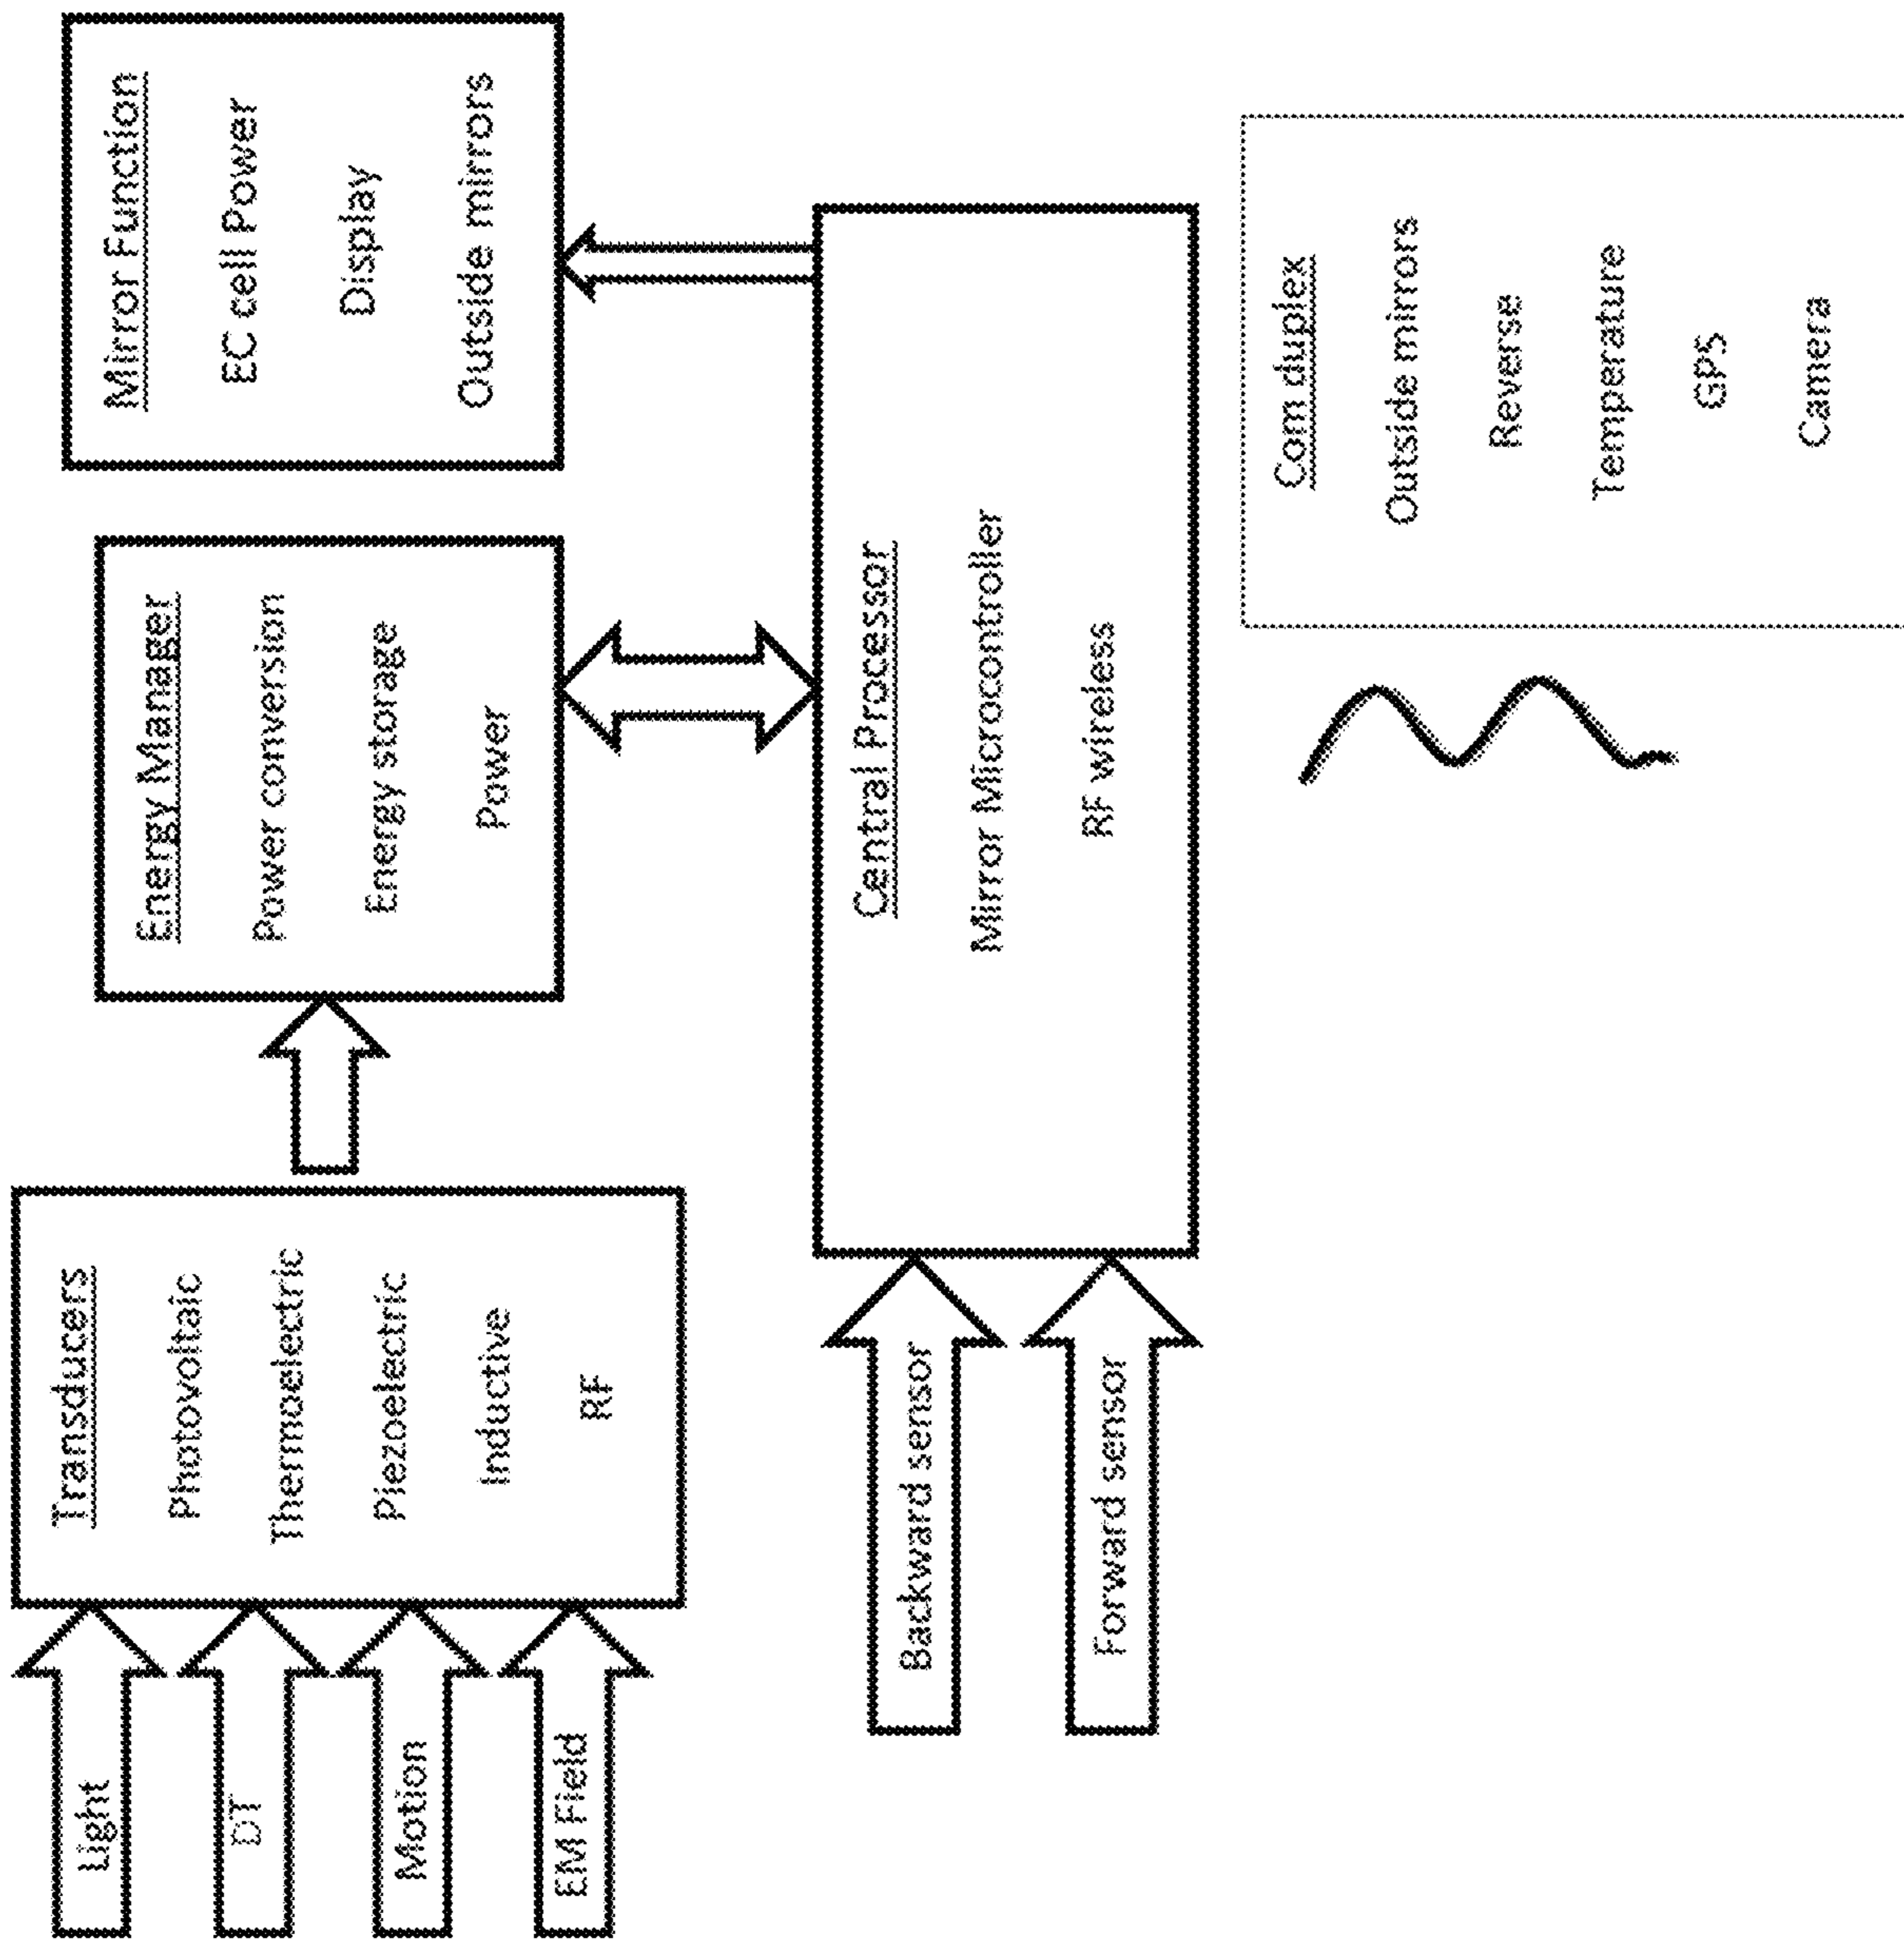 Light
DT
Motion
EM Field
Transducers
Photovoltaic
Thermoelectric
Piezoelectric
Inductive
RF
Energy Manager
Power conversion
Energy storage
Power
Mirror Function
EC cell Power
Display
Outside mirrors
Backward sensor
Forward sensor
Central Processor
Mirror Microcontroller
RF wireless
Com duplex
Outside mirrors
Reverse
Temperature
GPS
Camera